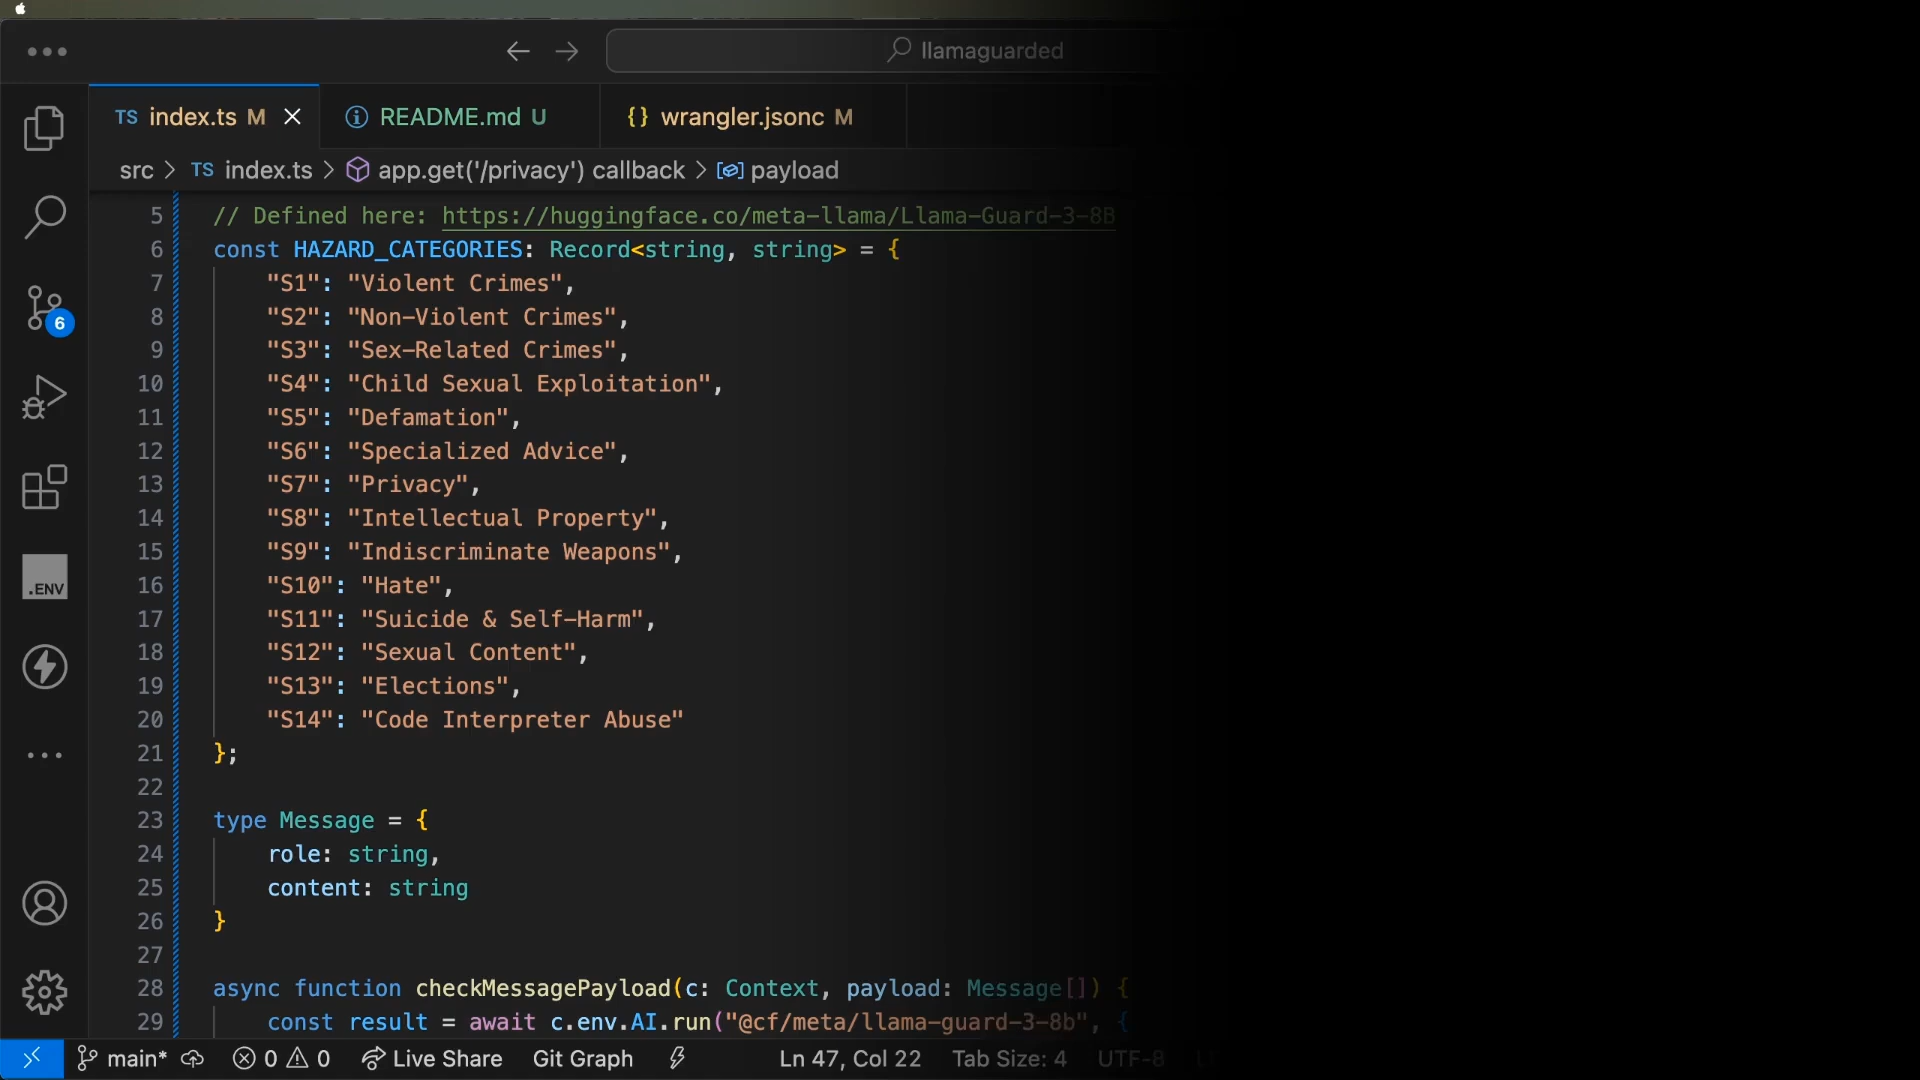 llamaguarded
TS index.ts M
README.md U
{} wrangler.jsonc M
src > TS index.ts > app.get('/privacy') callback > payload
5 // Defined here: https://huggingface.co/meta-llama/Llama-Guard-3-8B
6 const HAZARD_CATEGORIES: Record<string, string> = {
7 "S1": "Violent Crimes",
8 "S2": "Non-Violent Crimes",
9 "S3": "Sex-Related Crimes",
10 "S4": "Child Sexual Exploitation",
11 "S5": "Defamation",
12 "S6": "Specialized Advice",
13 "S7": "Privacy",
14 "S8": "Intellectual Property",
15 "S9": "Indiscriminate Weapons",
16 "S10": "Hate",
17 "S11": "Suicide & Self-Harm",
18 "S12": "Sexual Content",
19 "S13": "Elections",
20 "S14": "Code Interpreter Abuse"
21 };
22
23 type Message = {
24 role: string,
25 content: string
26 }
27
28 async function checkMessagePayload(c: Context, payload: Message[]) {
29 const result = await c.env.AI.run("@cf/meta/llama-guard-3-8b", {
6
.ENV
main* 0 0 Live Share Git Graph Ln 47, Col 22 Tab Size: 4 UTF-8